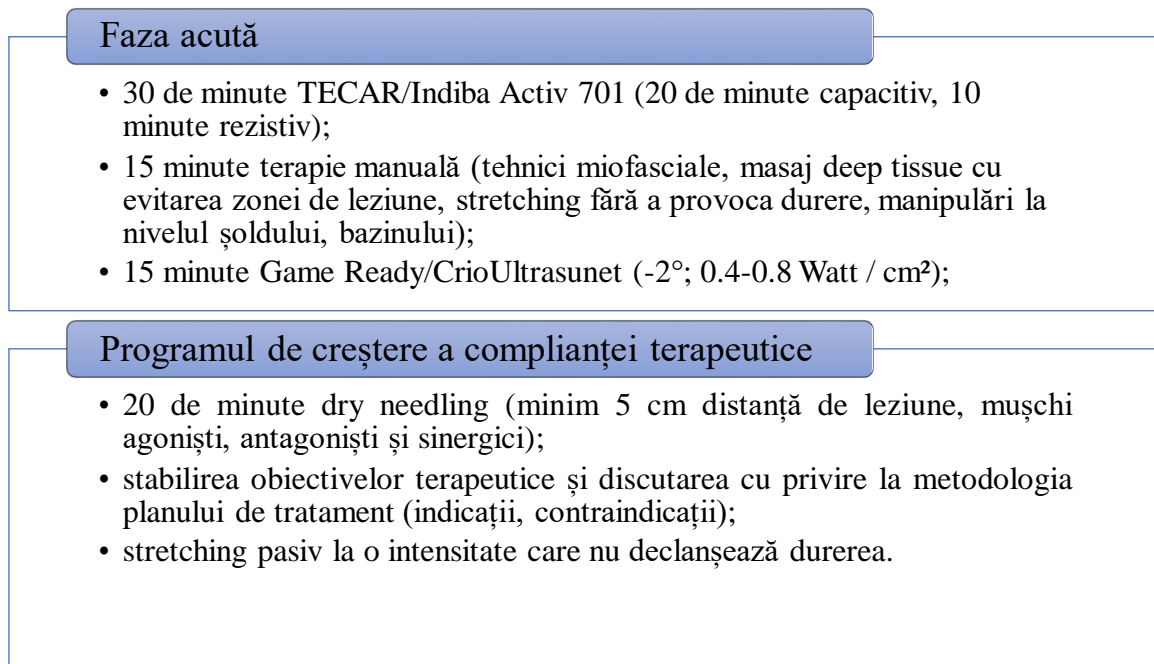 Faza acută
• 30 de minute TECAR/Indiba Activ 701 (20 de minute capacitiv, 10
minute rezistiv);
• 15 minute terapie manuală (tehnici miofasciale, masaj deep tissue cu
evitarea zonei de leziune, stretching fără a provoca durere, manipulări la
nivelul șoldului, bazinului);
• 15 minute Game Ready/CrioUltrasunet (-2°; 0.4-0.8 Watt / cm²);
Programul de creștere a complianței terapeutice
• 20 de minute dry needling (minim 5 cm distanță de leziune, mușchi
agoniști, antagoniști și sinergici);
• stabilirea obiectivelor terapeutice și discutarea cu privire la metodologia
planului de tratament (indicații, contraindicații);
• stretching pasiv la o intensitate care nu declanșează durerea.